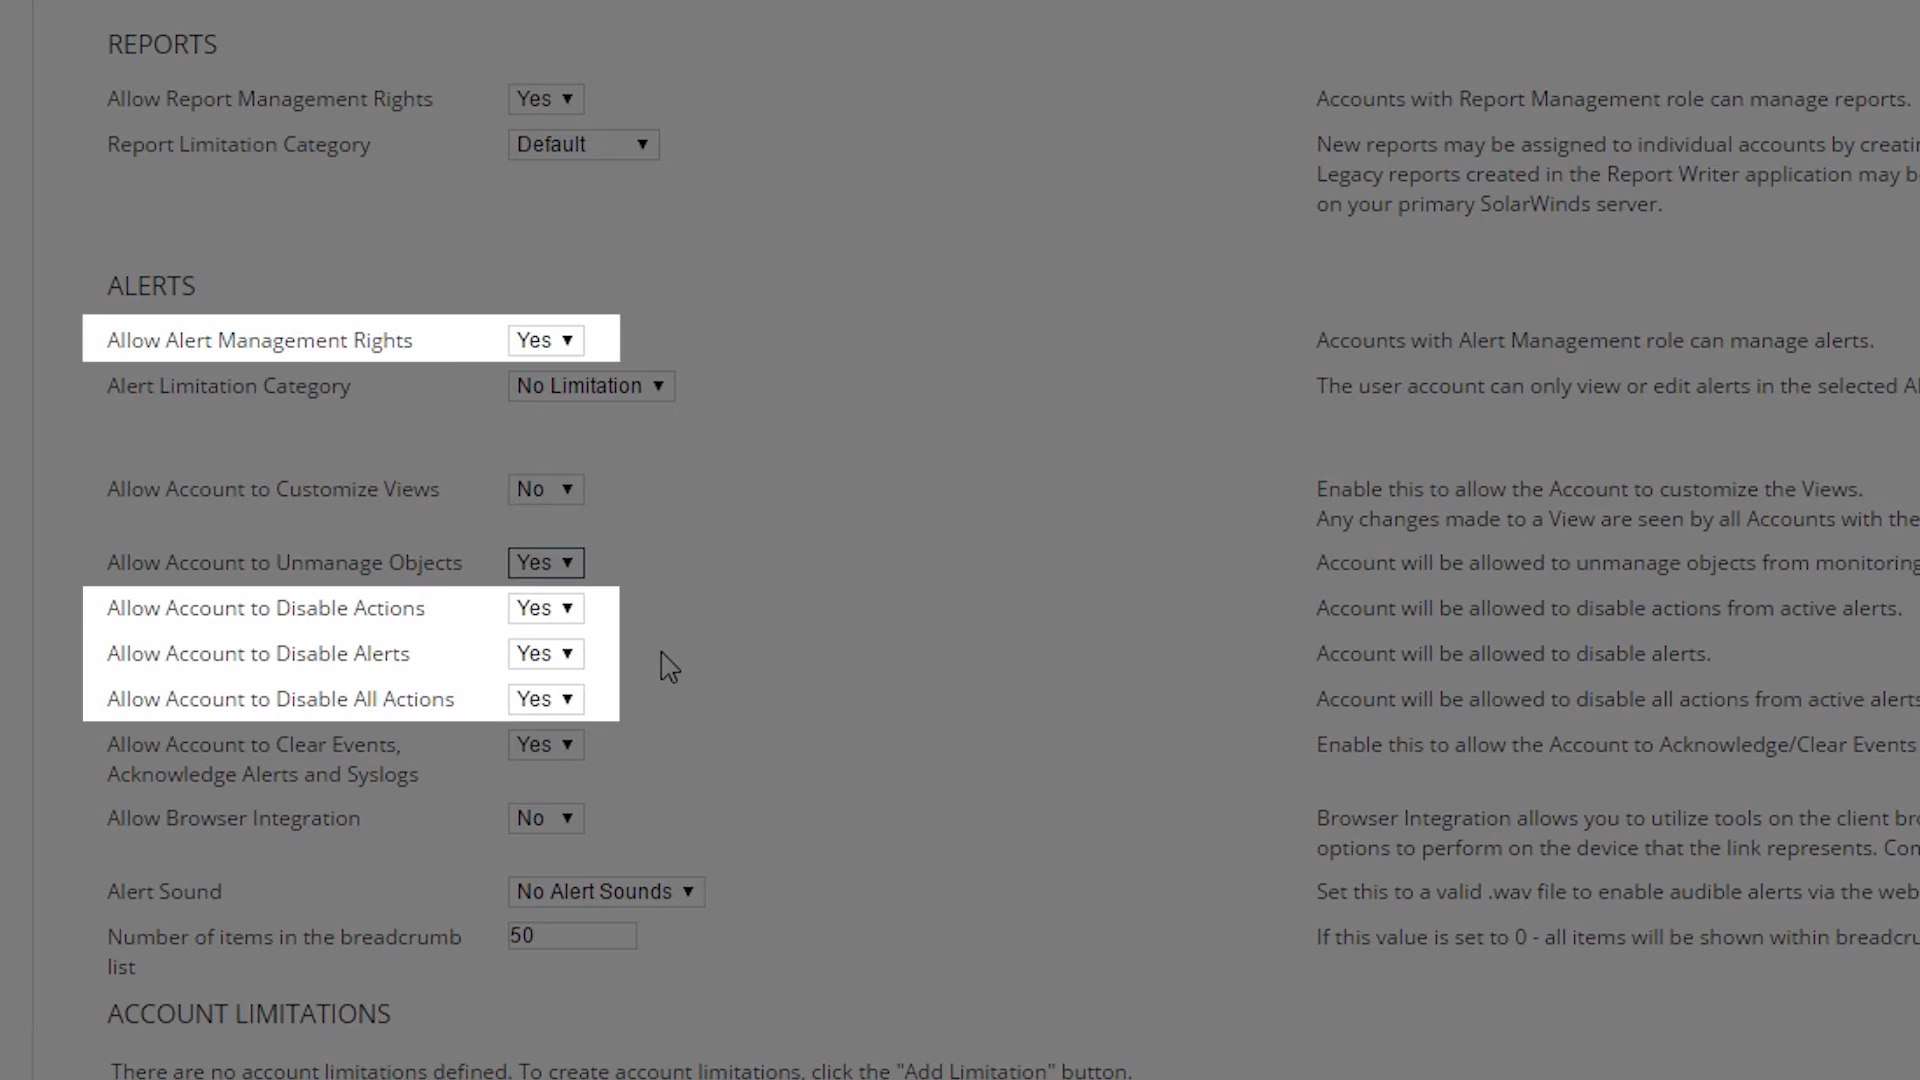 REPORTS
Allow Report Management Rights Yes Accounts with Report Management role can manage reports.
Report Limitation Category Default New reports may be assigned to individual accounts by creatin
Legacy reports created in the Report Writer application may b
on your primary SolarWinds server.
ALERTS
Allow Alert Management Rights Yes Accounts with Alert Management role can manage alerts.
Alert Limitation Category No Limitation The user account can only view or edit alerts in the selected Al
Allow Account to Customize Views No Enable this to allow the Account to customize the Views.
Any changes made to a View are seen by all Accounts with the
Allow Account to Unmanage Objects Yes Account will be allowed to unmanage objects from monitoring
Allow Account to Disable Actions Yes Account will be allowed to disable actions from active alerts.
Allow Account to Disable Alerts Yes Account will be allowed to disable alerts.
Allow Account to Disable All Actions Yes Account will be allowed to disable all actions from active alerts
Allow Account to Clear Events, Yes Enable this to allow the Account to Acknowledge/Clear Events
Acknowledge Alerts and Syslogs
Allow Browser Integration No Browser Integration allows you to utilize tools on the client bro
options to perform on the device that the link represents. Con
Alert Sound No Alert Sounds Set this to a valid .wav file to enable audible alerts via the web
Number of items in the breadcrumb 50 If this value is set to 0 - all items will be shown within breadcru
list
ACCOUNT LIMITATIONS
There are no account limitations defined. To create account limitations, click the "Add Limitation" button.